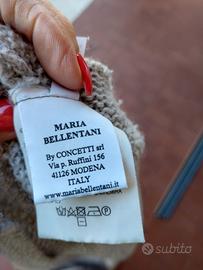 MARIA
BELLENTANI
By CONCETTI srl
Via p. Ruffini 156
41126 MODENA
ITALY
www.mariabellentani.it
subito